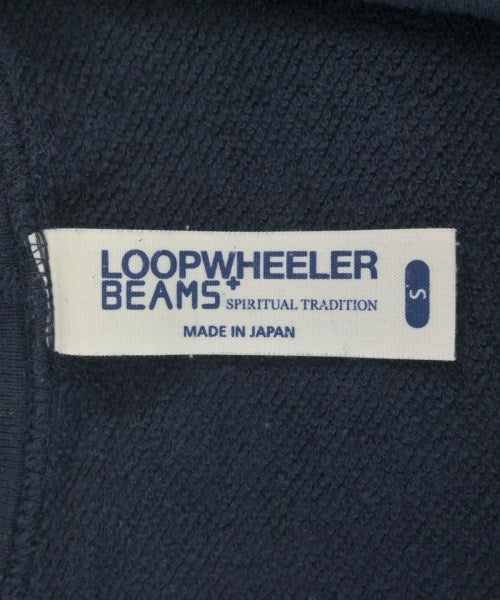 LOOPWHEELER
BEAMS+ SPIRITUAL TRADITION
MADE IN JAPAN
S